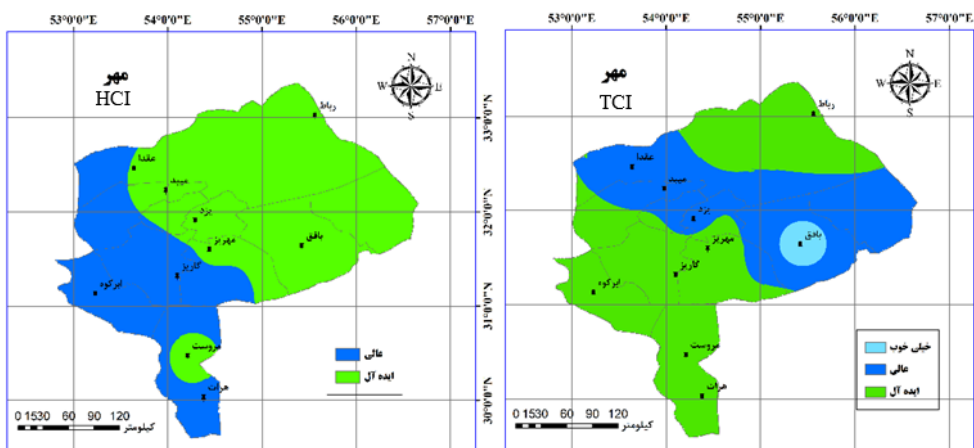 53°0'0"E 54°0'0"E 55°0'0"E 56°0'0"E 57°0'0"E
مهر
HCI
N
W E
S
رباط
عقدا
میبد
یزد
مهریز
بافق
کاریز
ابرکوه
مروست
هرات
عالی
ایده آل
0 1530 60 90 120
کیلومتر
33°0'0"N
32°0'0"N
31°0'0"N
30°0'0"N
53°0'0"E 54°0'0"E 55°0'0"E 56°0'0"E 57°0'0"E
مهر
TCI
N
W E
S
رباط
عقدا
میبد
یزد
مهریز
بافق
کاریز
ابرکوه
مروست
هرات
خیلی خوب
عالی
ایده آل
0 1530 60 90 120
کیلومتر